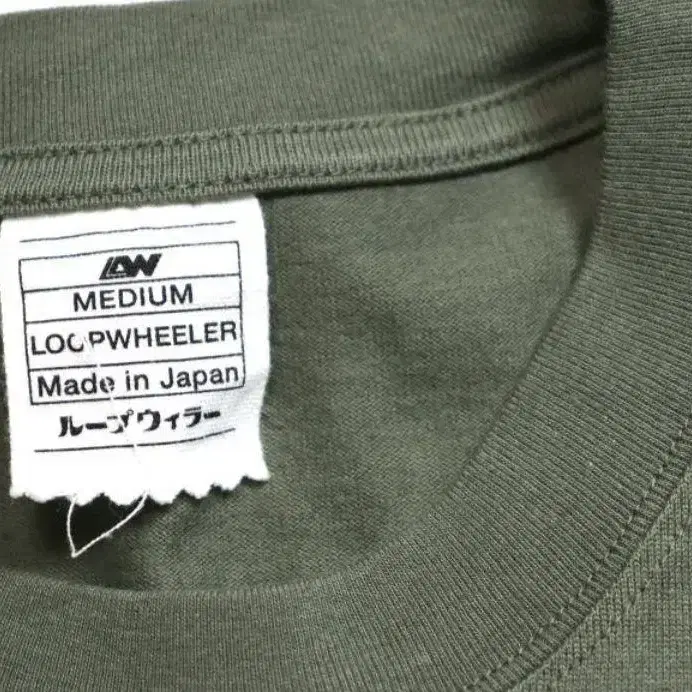 LW
MEDIUM
LOOPWHEELER
Made in Japan
ループウィラー